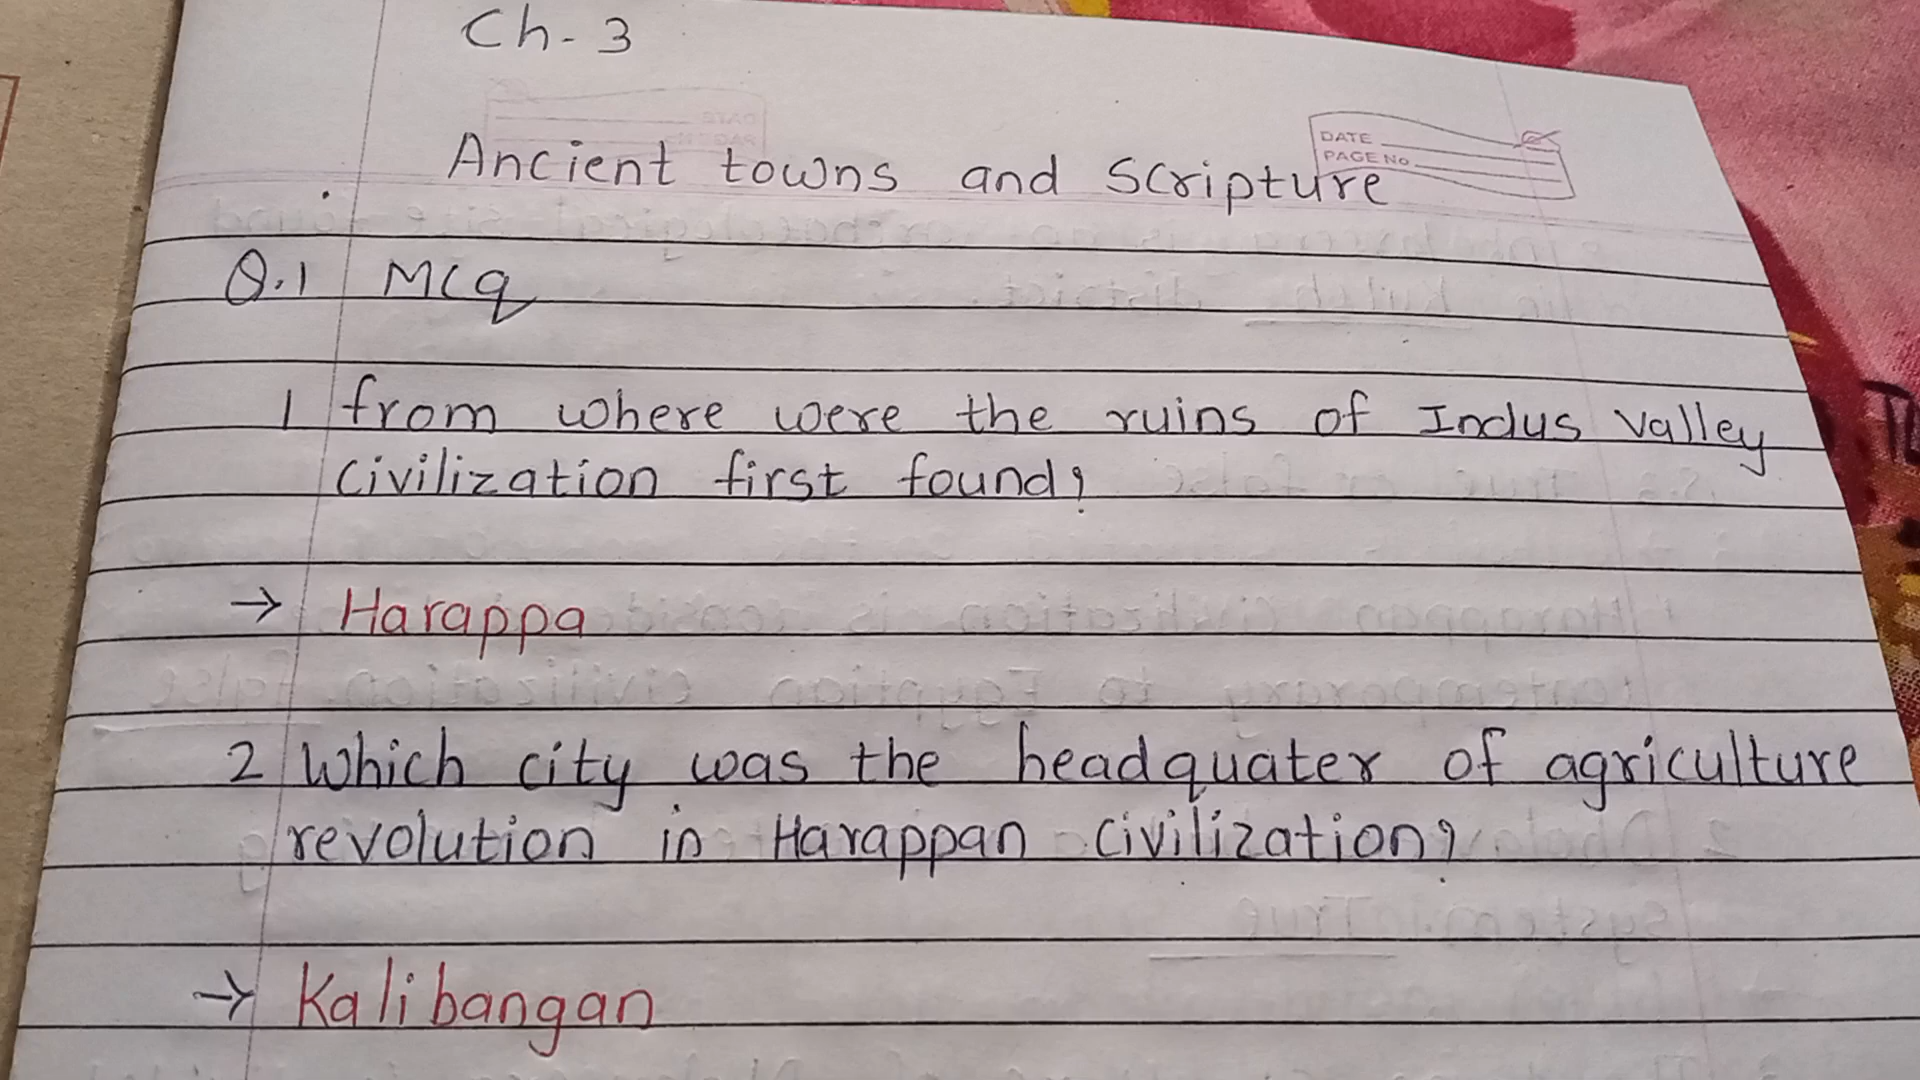 Ch - 3
DATE
PAGE No
Ancient towns and Scripture
Q.1 MCq
1 from where were the ruins of Indus Valley
Civilization first found?
→ Harappa
2 Which city was the headquater of agriculture
revolution in Harappan Civilization?
→ Kalibangan